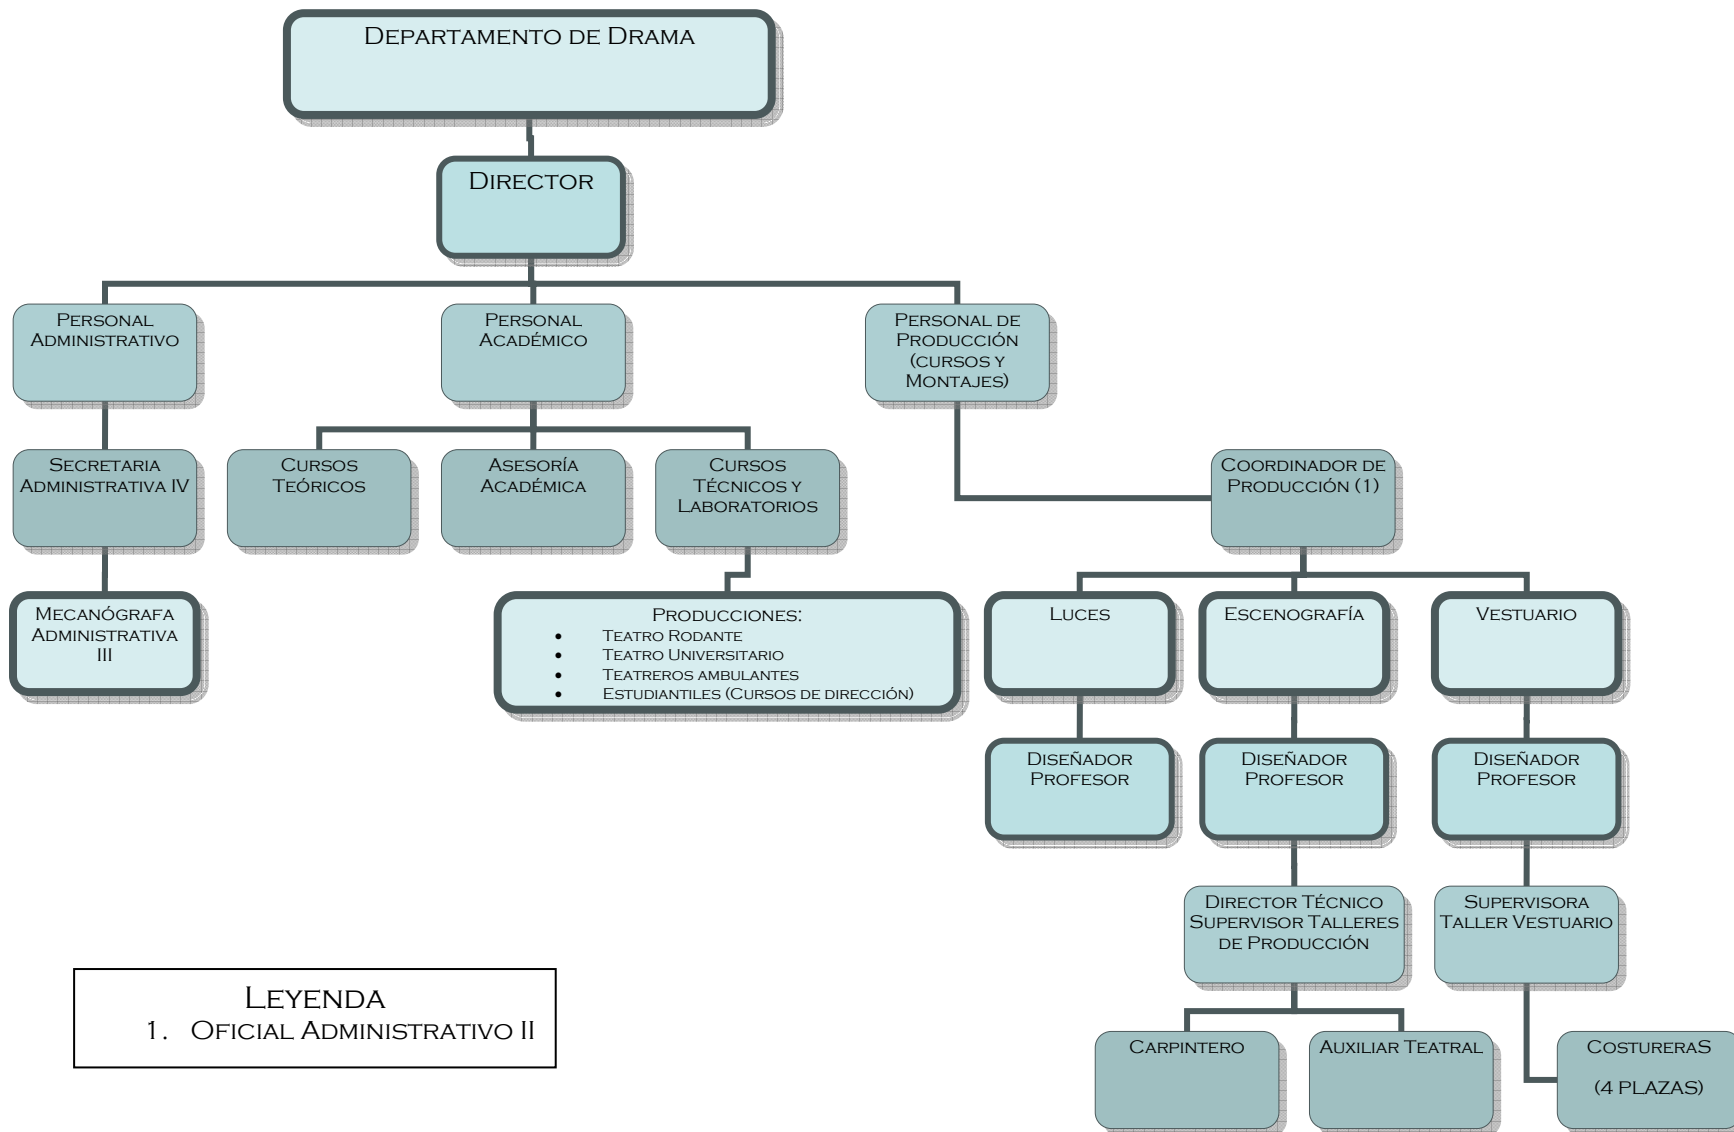 Departamento de Drama
Director
Personal
Administrativo
Personal
Académico
Personal de
Producción
(cursos y
Montajes)
Secretaria
Administrativa IV
Cursos
Teóricos
Asesoría
Académica
Cursos
Técnicos y
Laboratorios
Coordinador de
Producción (1)
Mecanógrafa
Administrativa
III
Producciones:
• Teatro Rodante
• Teatro Universitario
• Teatreros ambulantes
• Estudiantiles (Cursos de dirección)
Luces
Escenografía
Vestuario
Diseñador
Profesor
Diseñador
Profesor
Diseñador
Profesor
Director Técnico
Supervisor Talleres
de Producción
Supervisora
Taller Vestuario
Leyenda
1. Oficial Administrativo II
Carpintero
Auxiliar Teatral
CostureraS
(4 plazas)